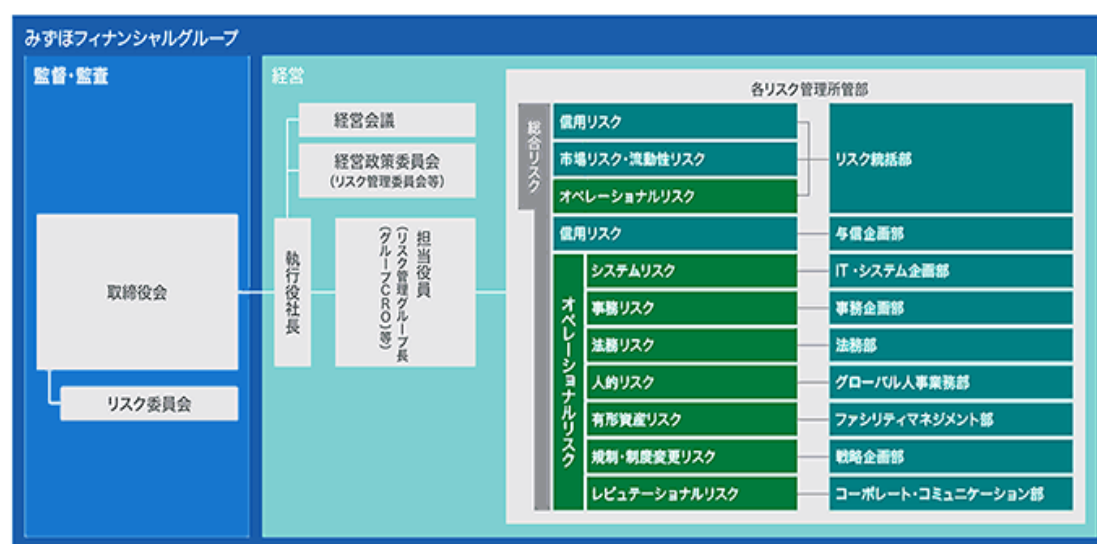 みずほフィナンシャルグループ
監督・監査
取締役会
リスク委員会
経営
経営会議
経営政策委員会
(リスク管理委員会等)
執行役社長
担当役員
(リスク管理グループ長
(グループCRO)等)
各リスク管理所管部
総合リスク
信用リスク
市場リスク・流動性リスク
オペレーショナルリスク
リスク統括部
信用リスク
与信企画部
オペレーショナルリスク
システムリスク
IT・システム企画部
事務リスク
事務企画部
法務リスク
法務部
人的リスク
グローバル人事業務部
有形資産リスク
ファシリティマネジメント部
規制・制度変更リスク
戦略企画部
レピュテーショナルリスク
コーポレート・コミュニケーション部